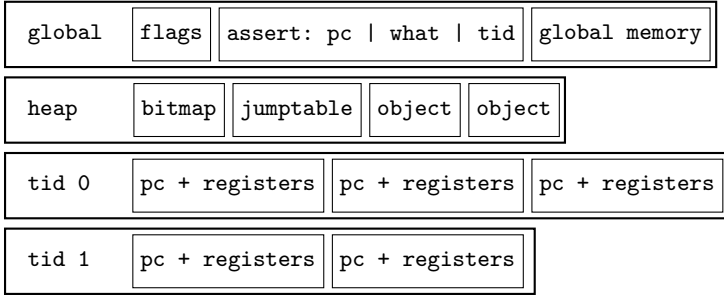 global flags assert: pc | what | tid global memory
heap bitmap jumptable object object
tid 0 pc + registers pc + registers pc + registers
tid 1 pc + registers pc + registers